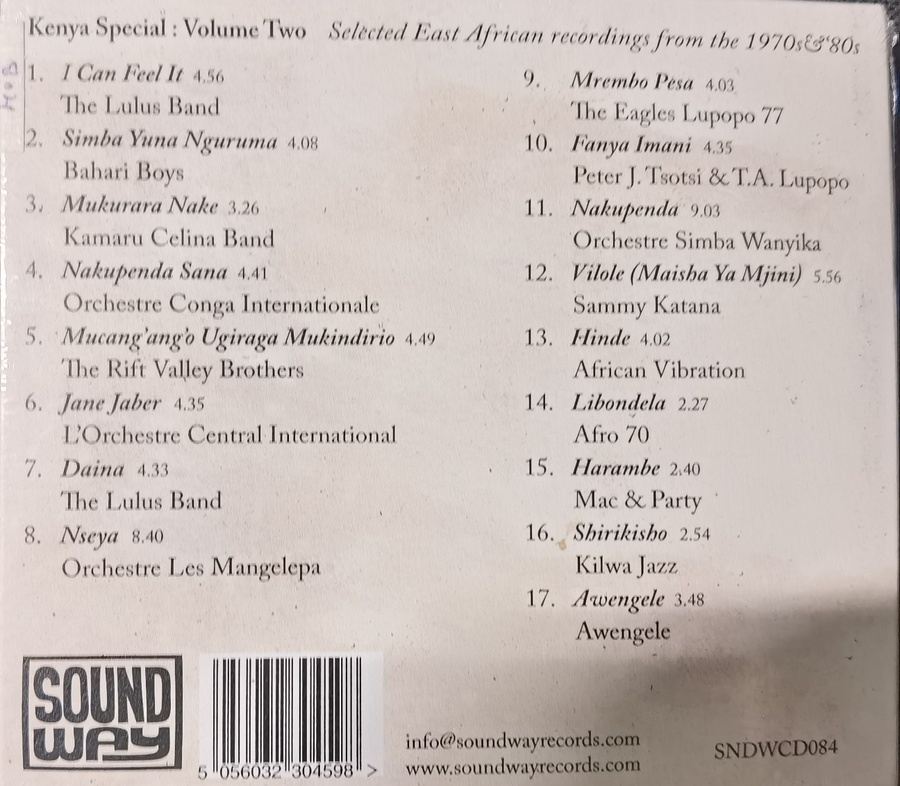 Kenya Special : Volume Two Selected East African recordings from the 1970s&'80s
1. I Can Feel It 4.56
The Lulus Band
2. Simba Yuna Nguruma 4.08
Bahari Boys
3. Mukurara Nake 3.26
Kamaru Celina Band
4. Nakupenda Sana 4.41
Orchestre Conga Internationale
5. Mucang'ang'o Ugiraga Mukindirio 4.49
The Rift Valley Brothers
6. Jane Jaber 4.35
L'Orchestre Central International
7. Daina 4.33
The Lulus Band
8. Nseya 8.40
Orchestre Les Mangelepa
9. Mrembo Pesa 4.03
The Eagles Lupopo 77
10. Fanya Imani 4.35
Peter J. Tsotsi & T.A. Lupopo
11. Nakupenda 9.03
Orchestre Simba Wanyika
12. Vilole (Maisha Ya Mjini) 5.56
Sammy Katana
13. Hinde 4.02
African Vibration
14. Libondela 2.27
Afro 70
15. Harambe 2.40
Mac & Party
16. Shirikisho 2.54
Kilwa Jazz
17. Awengele 3.48
Awengele
SOUND
WAY
5 056032 304598 >
info@soundwayrecords.com
www.soundwayrecords.com
SNDWCD084